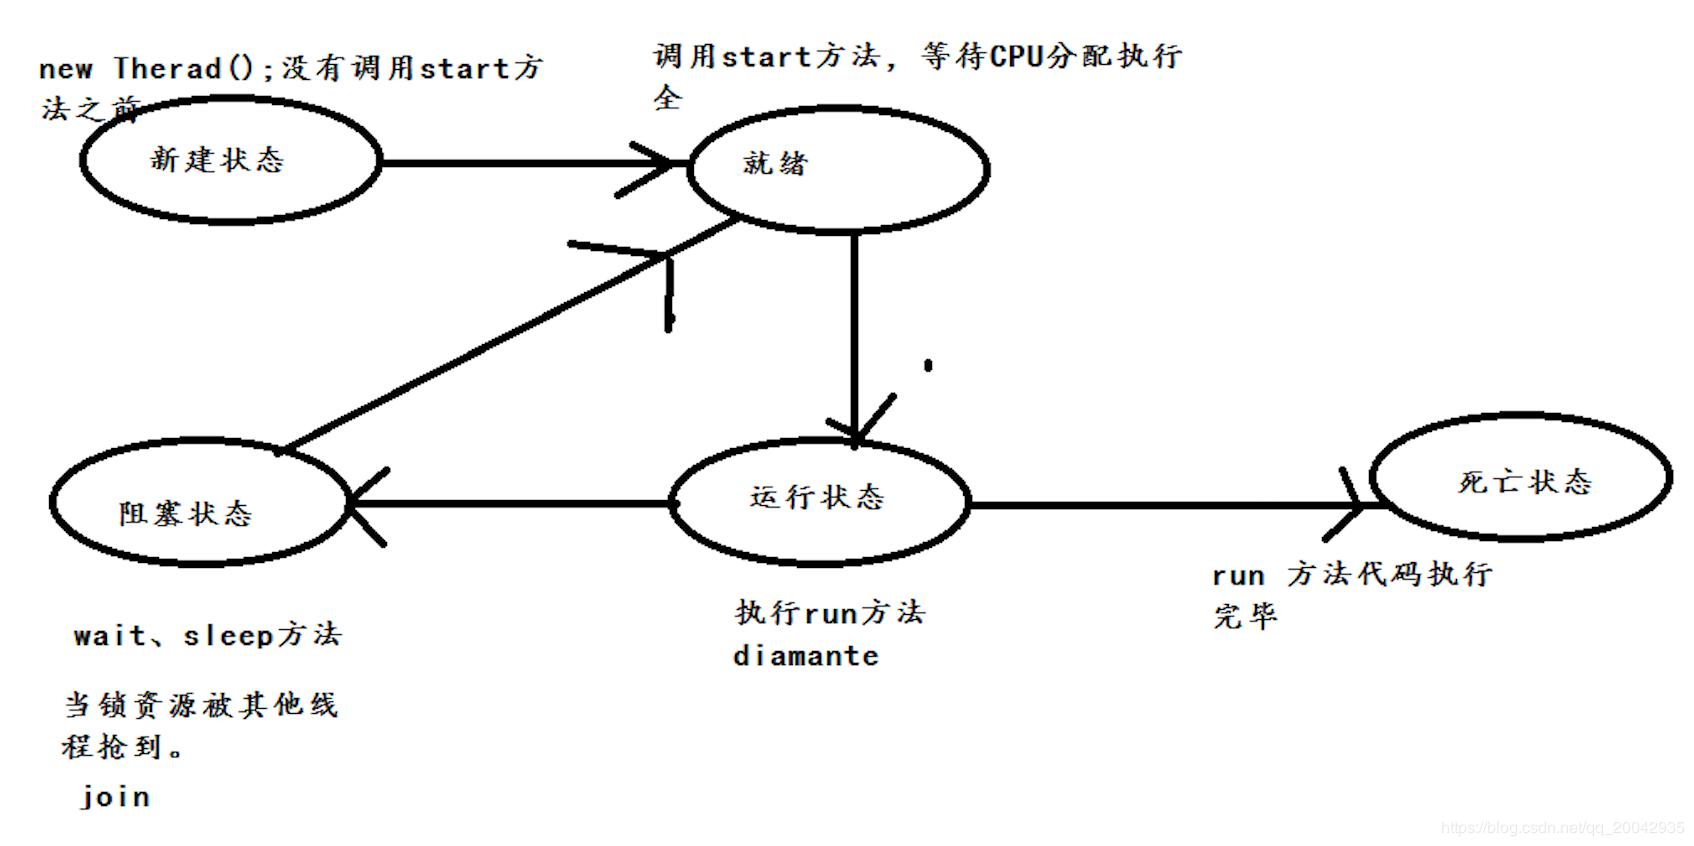 new Therad();没有调用start方
法之前
调用start方法，等待CPU分配执行
全
新建状态
就绪
阻塞状态
运行状态
死亡状态
run 方法代码执行
完毕
执行run方法
diamante
wait、sleep方法
当锁资源被其他线
程抢到。
join
https://blog.csdn.net/qq_20042935